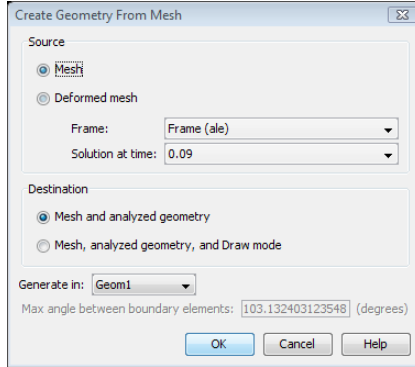 Create Geometry From Mesh
Source
Mesh
Deformed mesh
Frame: Frame (ale)
Solution at time: 0.09
Destination
Mesh and analyzed geometry
Mesh, analyzed geometry, and Draw mode
Generate in: Geom1
Max angle between boundary elements: 103.132403123548 (degrees)
OK Cancel Help